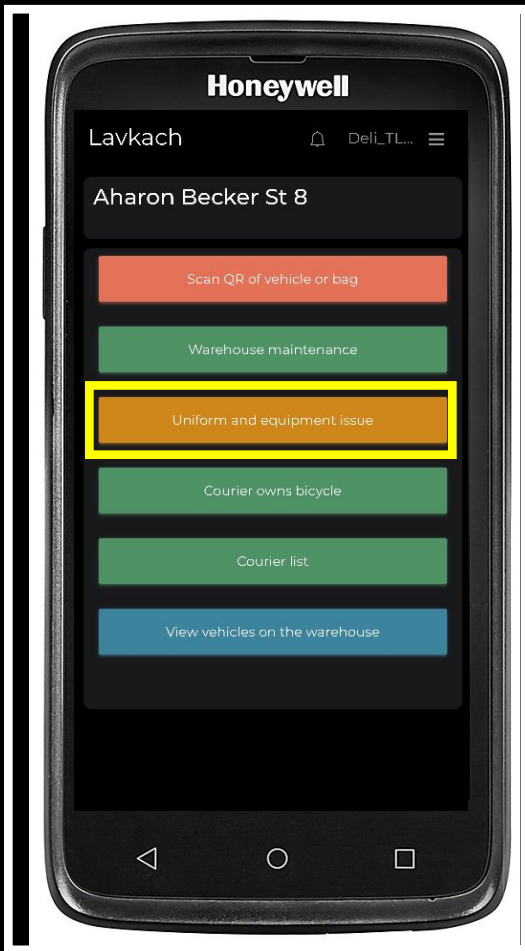 Honeywell
Lavkach
Deli_TL...
Aharon Becker St 8
Scan QR of vehicle or bag
Warehouse maintenance
Uniform and equipment issue
Courier owns bicycle
Courier list
View vehicles on the warehouse